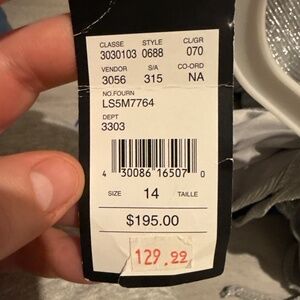 CLASSE STYLE CL/GR
3030103 0688 070
VENDOR S/A CO-ORD
3056 315 NA
NO.FOURN
LS5M7764
DEPT
3303
4 30086 16507 0
SIZE 14 TAILLE
$195.00
129.99